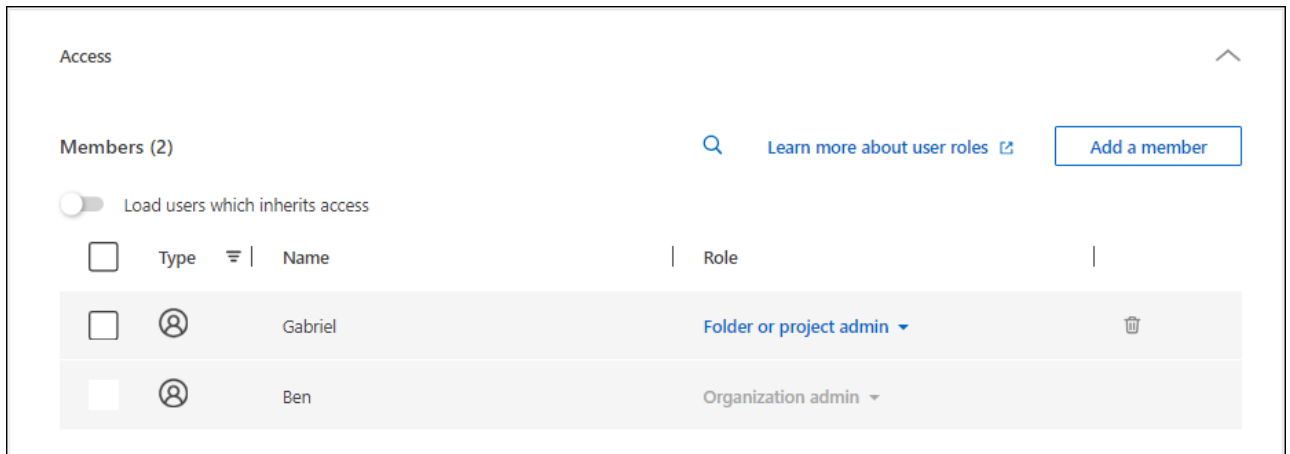 Access
Members (2)
Learn more about user roles
Add a member
Load users which inherits access
Type Name Role
Gabriel Folder or project admin
Ben Organization admin